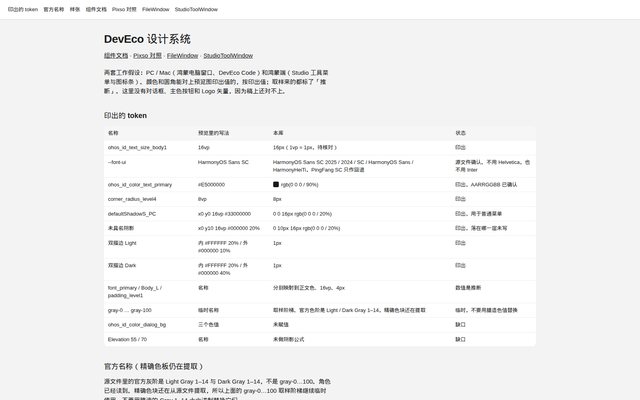 印出的 token 官方名称 样张 组件文档 Pixso 对照 FileWindow StudioToolWindow
DevEco 设计系统
组件文档 · Pixso 对照 · FileWindow · StudioToolWindow
两套工作假设：PC / Mac（鸿蒙电脑窗口、DevEco Code）和鸿蒙端（Studio 工具菜
单与图标条）。颜色和圆角能对上预览图印出值的，按印出值；取样来的都标了「推
断」。这里没有对话框、主色按钮和 Logo 矢量，因为稿上还对不上。
印出的 token
名称 预览里的写法 本库 状态
ohos_id_text_size_body1 16vp 16px（1vp = 1px，待核对） 印出
--font-ui HarmonyOS Sans SC HarmonyOS Sans SC 2025 / 2024 / SC / HarmonyOS Sans / 源文件确认。不用 Helvetica，也
HarmonyHeiTi，PingFang SC 只作回退 不用 Inter
ohos_id_color_text_primary #E5000000 rgb(0 0 0 / 90%) 印出，AARRGGBB 已确认
corner_radius_level4 8vp 8px 印出
defaultShadowS_PC x0 y0 16vp #33000000 0 0 16px rgb(0 0 0 / 20%) 印出，用于普通菜单
未具名阴影 x0 y10 16vp #000000 20% 0 10px 16px rgb(0 0 0 / 20%) 印出，落在哪一层未写
双描边 Light 内 #FFFFFF 20% / 外 1px 印出
#000000 10%
双描边 Dark 内 #FFFFFF 20% / 外 1px 印出
#000000 40%
font_primary / Body_L / 名称 分别映射到正文色、16vp、4px 数值是推断
padding_level1
gray-0 … gray-100 临时名称 取样阶梯。官方色阶是 Light / Dark Gray 1–14，精确色块还在提取 临时，不要用臆造色值替换
ohos_id_color_dialog_bg 三个色值 未赋值 缺口
Elevation 55 / 70 名称 未做阴影公式 缺口
官方名称（精确色板仍在提取）
源文件里的官方灰阶是 Light Gray 1–14 与 Dark Gray 1–14，不是 gray-0…100。角色
已经读到。精确色块还在从源文件提取，所以上面的 gray-0…100 取样阶梯继续临时